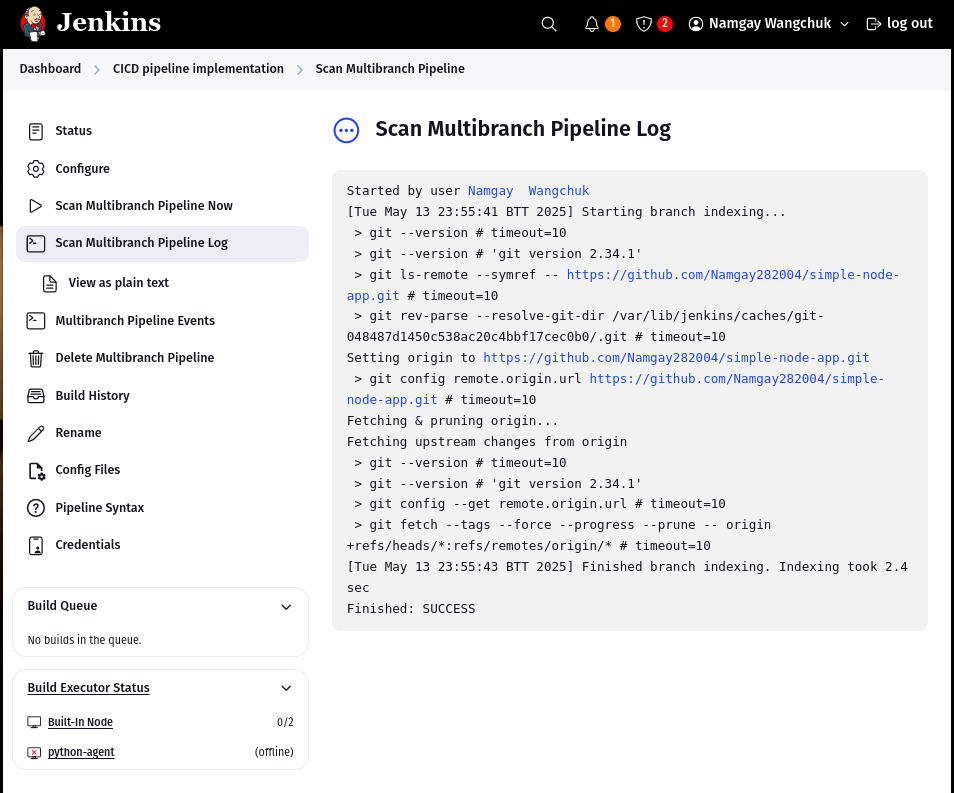 Jenkins
1
2
Namgay Wangchuk
log out
Dashboard
CICD pipeline implementation
Scan Multibranch Pipeline
Status
Configure
Scan Multibranch Pipeline Now
Scan Multibranch Pipeline Log
View as plain text
Multibranch Pipeline Events
Delete Multibranch Pipeline
Build History
Rename
Config Files
Pipeline Syntax
Credentials
Build Queue
No builds in the queue.
Build Executor Status
Built-In Node 0/2
python-agent (offline)
Scan Multibranch Pipeline Log
Started by user Namgay  Wangchuk
[Tue May 13 23:55:41 BTT 2025] Starting branch indexing...
 > git --version # timeout=10
 > git --version # 'git version 2.34.1'
 > git ls-remote --symref -- https://github.com/Namgay282004/simple-node-
app.git # timeout=10
 > git rev-parse --resolve-git-dir /var/lib/jenkins/caches/git-
048487d1450c538ac20c4bbf17cec0b0/.git # timeout=10
Setting origin to https://github.com/Namgay282004/simple-node-app.git
 > git config remote.origin.url https://github.com/Namgay282004/simple-
node-app.git # timeout=10
Fetching & pruning origin...
Fetching upstream changes from origin
 > git --version # timeout=10
 > git --version # 'git version 2.34.1'
 > git config --get remote.origin.url # timeout=10
 > git fetch --tags --force --progress --prune -- origin
+refs/heads/*:refs/remotes/origin/* # timeout=10
[Tue May 13 23:55:43 BTT 2025] Finished branch indexing. Indexing took 2.4
sec
Finished: SUCCESS